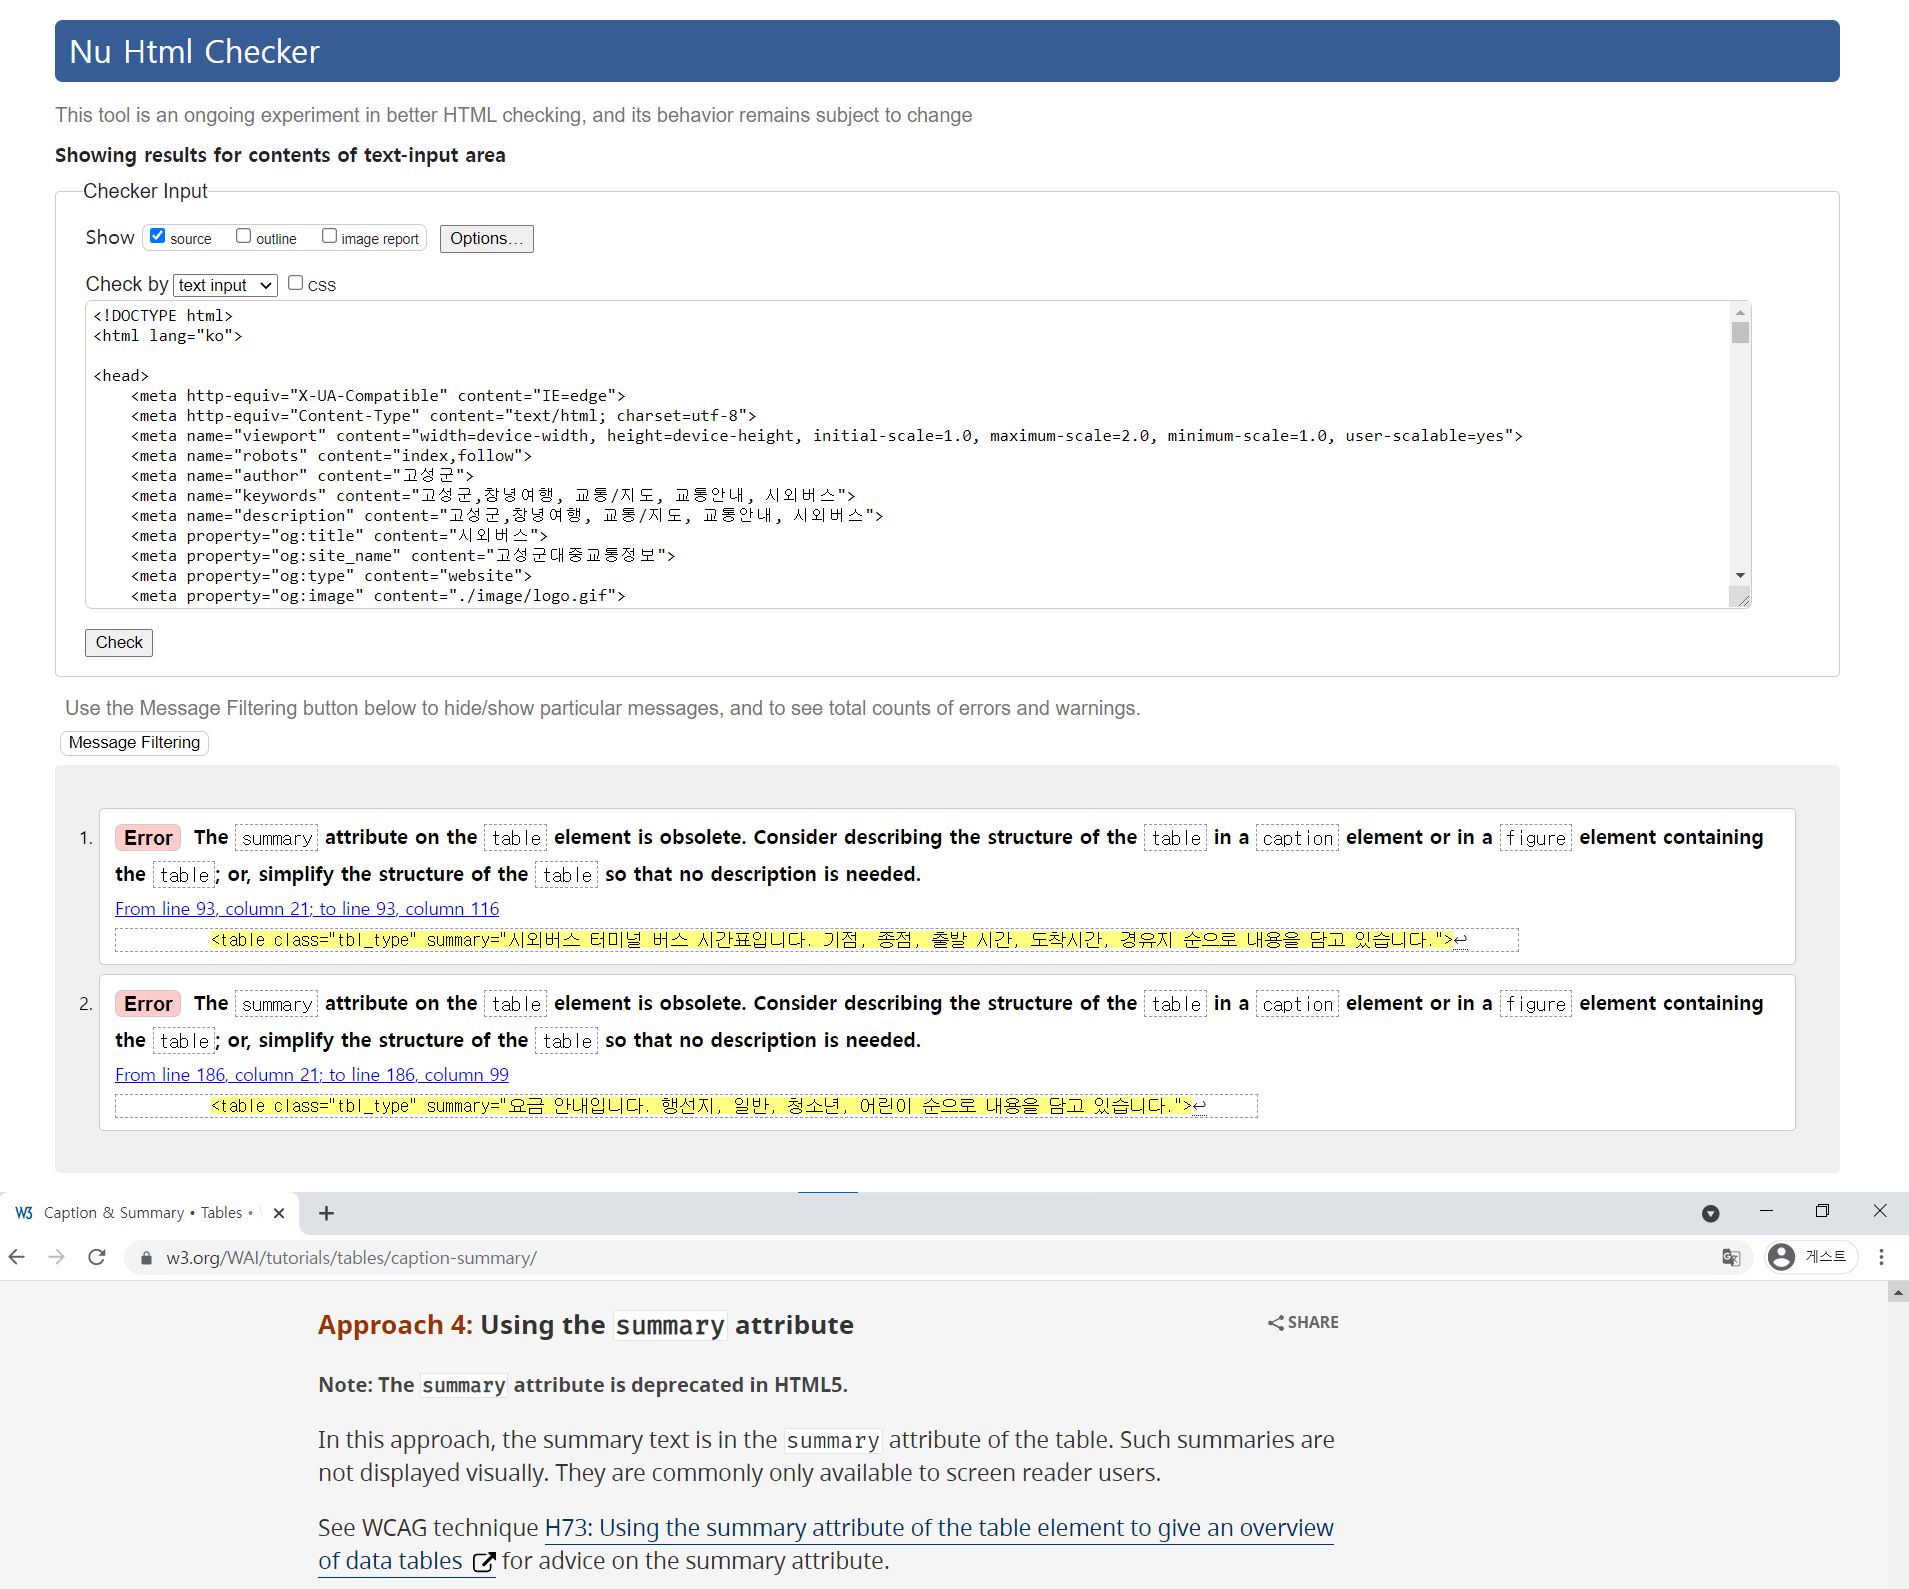 Nu Html Checker
This tool is an ongoing experiment in better HTML checking, and its behavior remains subject to change
Showing results for contents of text-input area
Checker Input
Show source outline image report Options...
Check by text input CSS
<!DOCTYPE html>
<html lang="ko">
<head>
<meta http-equiv="X-UA-Compatible" content="IE=edge">
<meta http-equiv="Content-Type" content="text/html; charset=utf-8">
<meta name="viewport" content="width=device-width, height=device-height, initial-scale=1.0, maximum-scale=2.0, minimum-scale=1.0, user-scalable=yes">
<meta name="robots" content="index,follow">
<meta name="author" content="고성군">
<meta name="keywords" content="고성군,창녕여행, 교통/지도, 교통안내, 시외버스">
<meta name="description" content="고성군,창녕여행, 교통/지도, 교통안내, 시외버스">
<meta property="og:title" content="시외버스">
<meta property="og:site_name" content="고성군대중교통정보">
<meta property="og:type" content="website">
<meta property="og:image" content="./image/logo.gif">
Check
Use the Message Filtering button below to hide/show particular messages, and to see total counts of errors and warnings.
Message Filtering
1. Error The summary attribute on the table element is obsolete. Consider describing the structure of the table in a caption element or in a figure element containing
the table; or, simplify the structure of the table so that no description is needed.
From line 93, column 21; to line 93, column 116
<table class="tbl_type" summary="시외버스 터미널 버스 시간표입니다. 기점, 종점, 출발 시간, 도착시간, 경유지 순으로 내용을 담고 있습니다.">↩
2. Error The summary attribute on the table element is obsolete. Consider describing the structure of the table in a caption element or in a figure element containing
the table; or, simplify the structure of the table so that no description is needed.
From line 186, column 21; to line 186, column 99
<table class="tbl_type" summary="요금 안내입니다. 행선지, 일반, 청소년, 어린이 순으로 내용을 담고 있습니다.">↩
W3 Caption & Summary • Tables •
w3.org/WAI/tutorials/tables/caption-summary/ 게스트
Approach 4: Using the summary attribute SHARE
Note: The summary attribute is deprecated in HTML5.
In this approach, the summary text is in the summary attribute of the table. Such summaries are
not displayed visually. They are commonly only available to screen reader users.
See WCAG technique H73: Using the summary attribute of the table element to give an overview
of data tables for advice on the summary attribute.